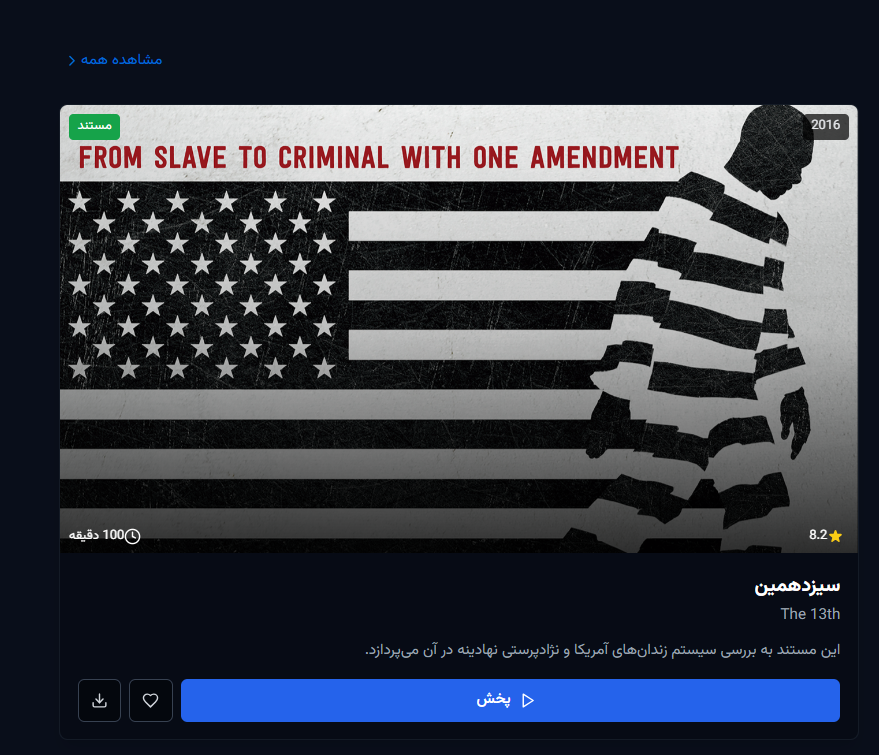 مشاهده همه
مستند
2016
FROM SLAVE TO CRIMINAL WITH ONE AMENDMENT
8.2
100 دقیقه
سیزدهمین
The 13th
این مستند به بررسی سیستم زندان‌های آمریکا و نژادپرستی نهادینه در آن می‌پردازد.
پخش